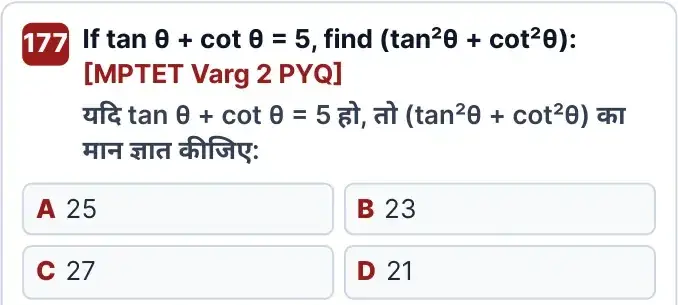 177 If tan θ + cot θ = 5, find (tan²θ + cot²θ):
[MPTET Varg 2 PYQ]
यदि tan θ + cot θ = 5 हो, तो (tan²θ + cot²θ) का
मान ज्ञात कीजिए:
A 25
B 23
C 27
D 21